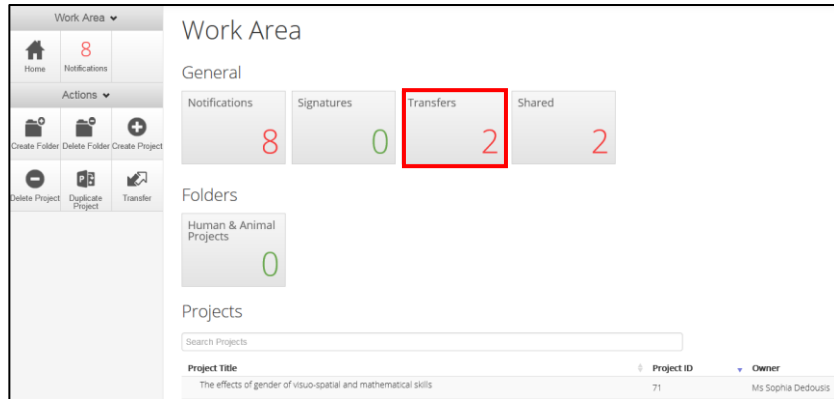 Work Area
8
Home Notifications
Actions
Create Folder Delete Folder Create Project
Delete Project Duplicate Project Transfer
Work Area
General
Notifications Signatures Transfers Shared
8 0 2 2
Folders
Human & Animal
Projects
0
Projects
Search Projects
Project Title Project ID Owner
The effects of gender of visuo-spatial and mathematical skills 71 Ms Sophia Dedousis